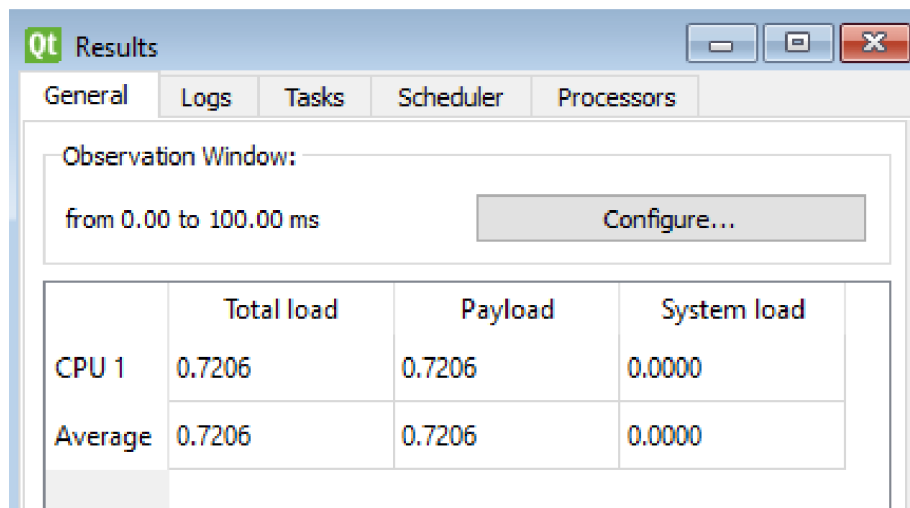 Qt Results
General Logs Tasks Scheduler Processors
Observation Window:
from 0.00 to 100.00 ms Configure...
Total load Payload System load
CPU 1 0.7206 0.7206 0.0000
Average 0.7206 0.7206 0.0000